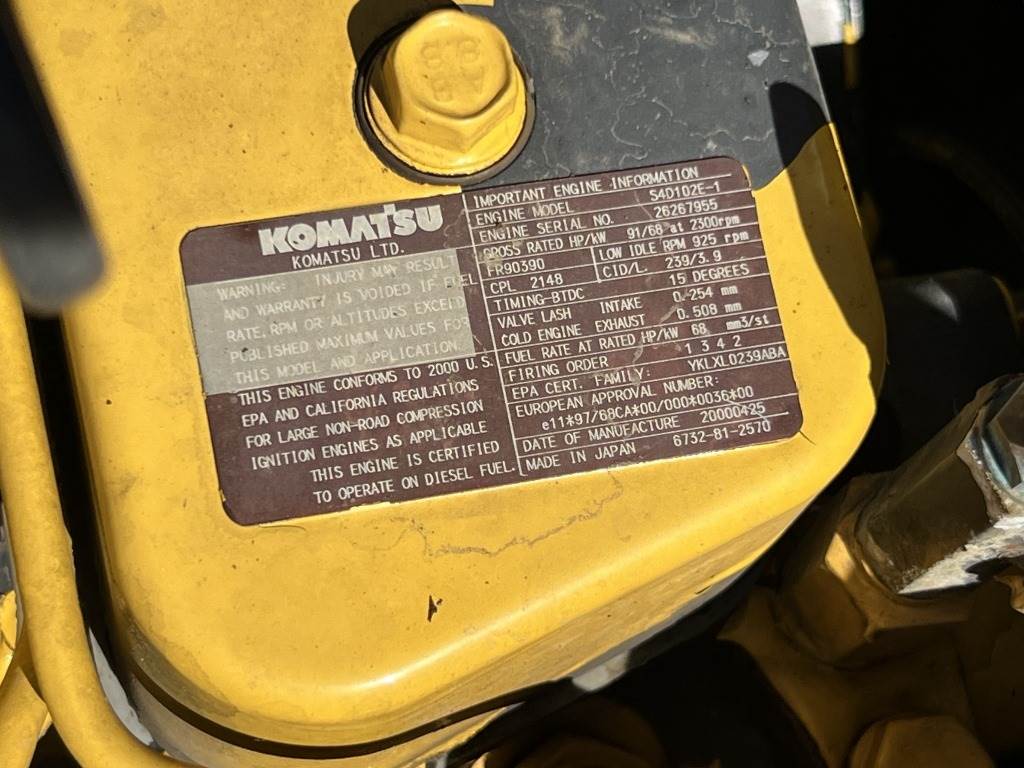 KOMATSU
KOMATSU LTD.
WARNING: INJURY MAY RESULT
AND WARRANTY IS VOIDED IF FUEL
RATE, RPM OR ALTITUDES EXCEED
PUBLISHED MAXIMUM VALUES FOR
THIS MODEL AND APPLICATION.
THIS ENGINE CONFORMS TO 2000 U.S.
EPA AND CALIFORNIA REGULATIONS
FOR LARGE NON-ROAD COMPRESSION
IGNITION ENGINES AS APPLICABLE
THIS ENGINE IS CERTIFIED
TO OPERATE ON DIESEL FUEL.
IMPORTANT ENGINE INFORMATION
ENGINE MODEL S4D102E-1
ENGINE SERIAL NO. 26267955
GROSS RATED HP/KW 91/68 at 2300rpm
FR90390 LOW IDLE RPM 925 rpm
CPL 2148 CID/L. 239/3.9
TIMING-BTDC 15 DEGREES
VALVE LASH INTAKE 0.254 mm
COLD ENGINE EXHAUST 0.508 mm
FUEL RATE AT RATED HP/KW 68 mm3/st
FIRING ORDER 1 3 4 2
EPA CERT. FAMILY: YKLXL0239ABA
EUROPEAN APPROVAL NUMBER:
e11*97/68CA*00/000*0036*00
DATE OF MANUFACTURE 20000425
MADE IN JAPAN 6732-81-2570